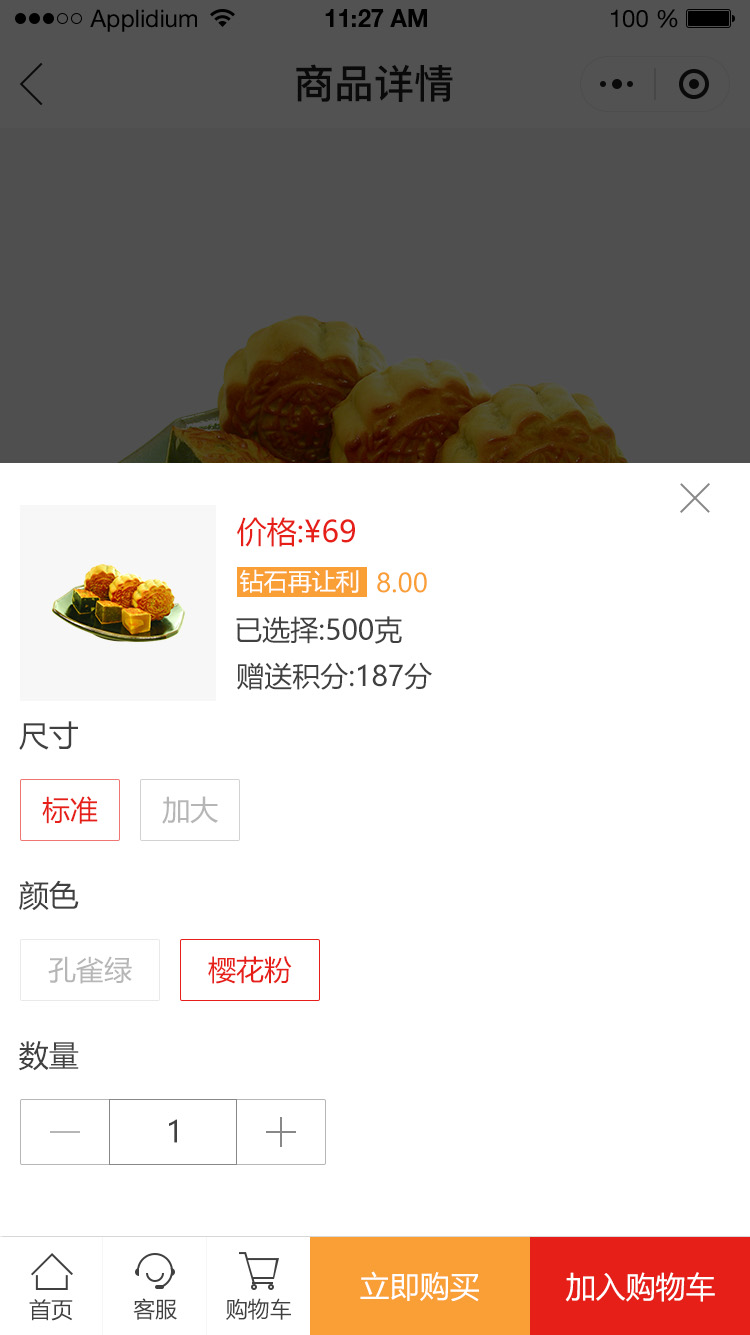 Applidium 11:27 AM 100 %
商品详情
价格:¥69
钻石再让利 8.00
已选择:500克
赠送积分:187分
尺寸
标准 加大
颜色
孔雀绿 樱花粉
数量
1
首页 客服 购物车 立即购买 加入购物车